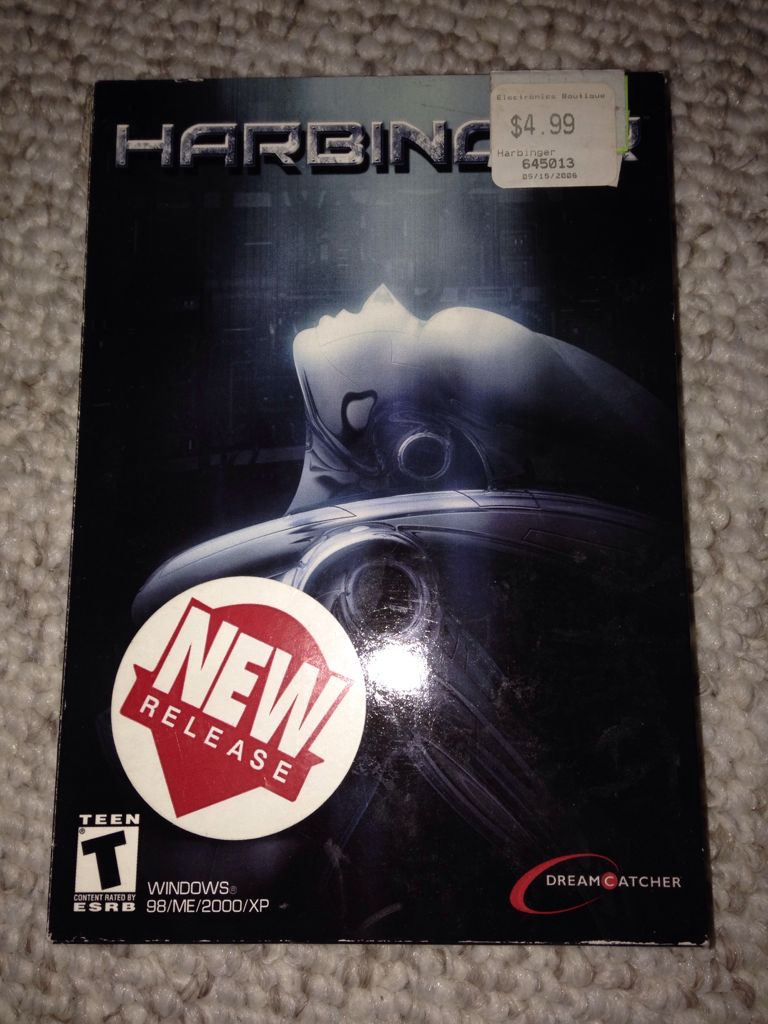 Electronics Boutique
$4.99
Harbinger
645013
09/15/2006
HARBINGER
NEW
RELEASE
TEEN
T
CONTENT RATED BY
ESRB
WINDOWS®
98/ME/2000/XP
DREAMCATCHER